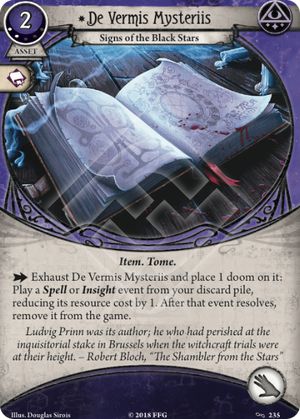 2
*De Vermis Mysteriis
ASSET
Signs of the Black Stars
Item. Tome.
Exhaust De Vermis Mysteriis and place 1 doom on it:
Play a Spell or Insight event from your discard pile,
reducing its resource cost by 1. After that event resolves,
remove it from the game.
Ludvig Prinn was its author; he who had perished at the
inquisitorial stake in Brussels when the witchcraft trials were
at their height. – Robert Bloch, "The Shambler from the Stars"
Illus. Douglas Sirois
© 2018 FFG
235